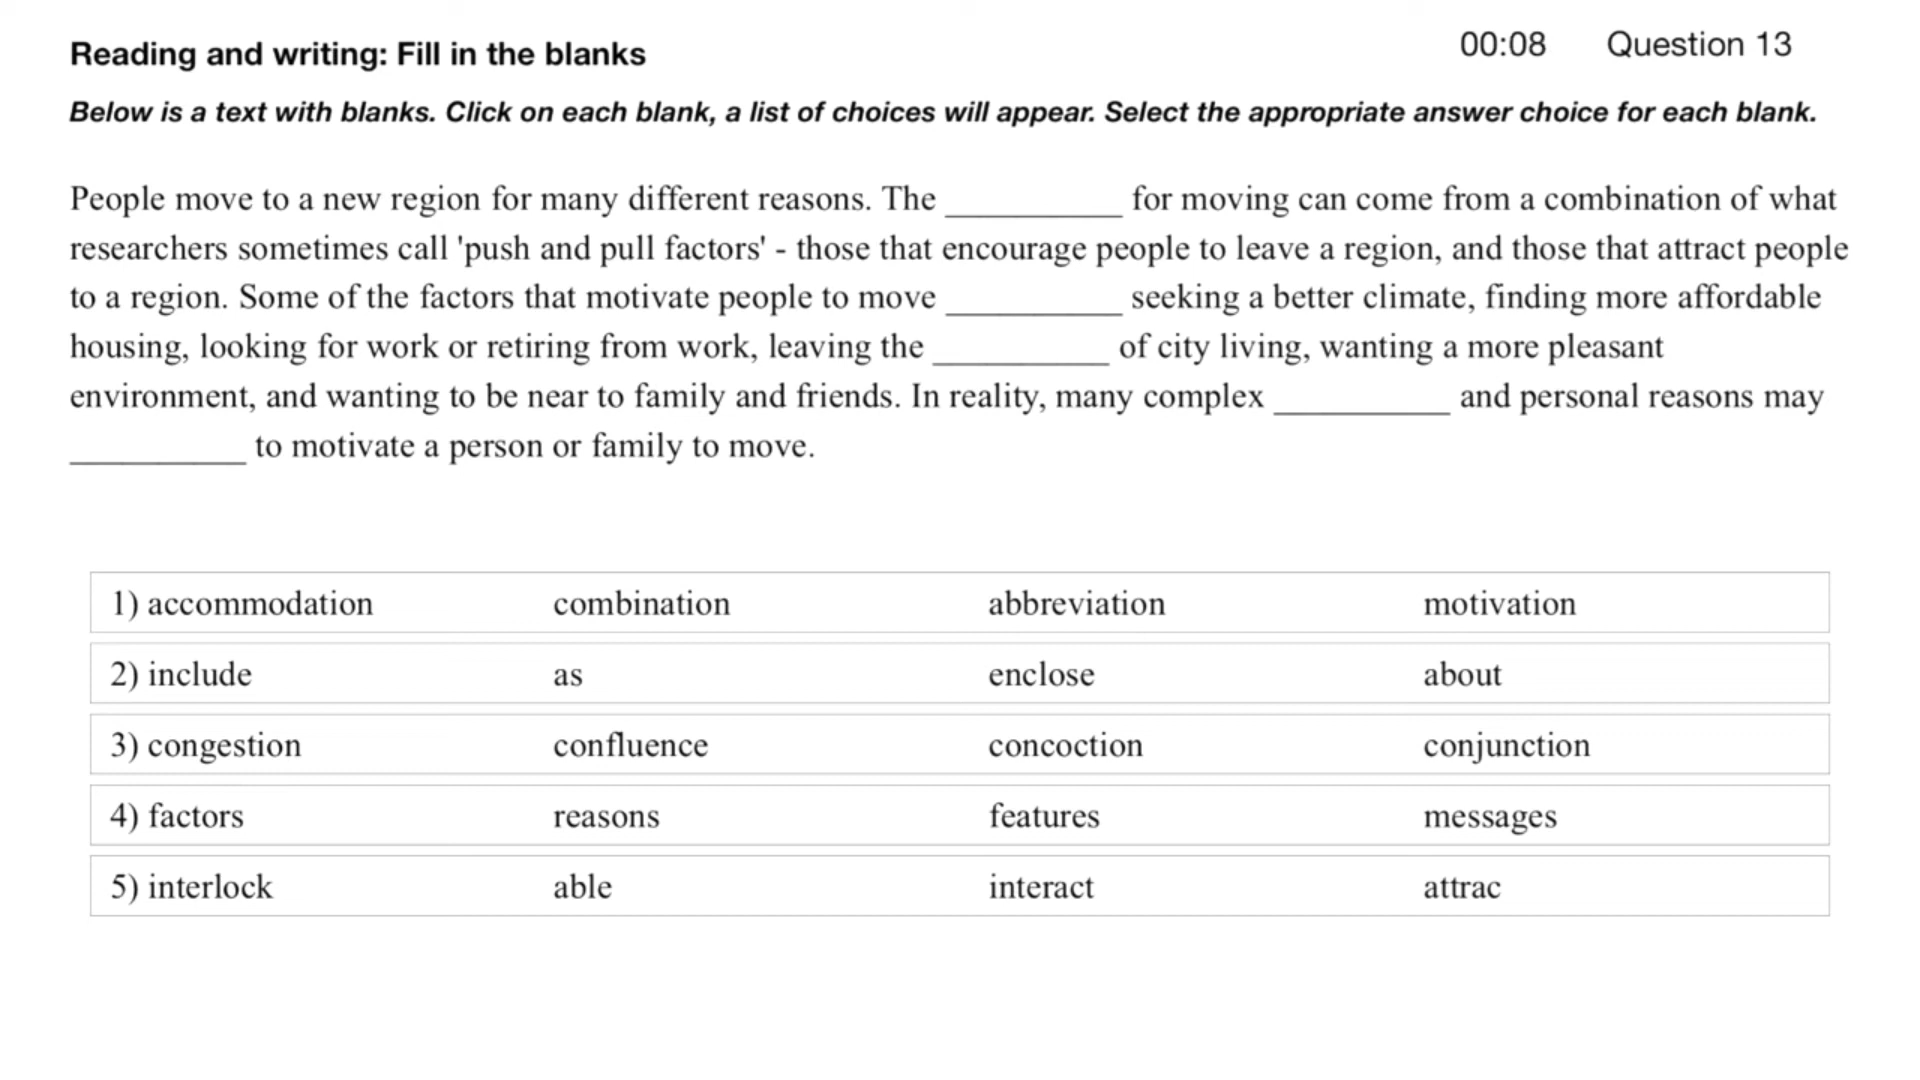 Reading and writing: Fill in the blanks
00:08 Question 13
Below is a text with blanks. Click on each blank, a list of choices will appear. Select the appropriate answer choice for each blank.
People move to a new region for many different reasons. The __________ for moving can come from a combination of what
researchers sometimes call 'push and pull factors' - those that encourage people to leave a region, and those that attract people
to a region. Some of the factors that motivate people to move __________ seeking a better climate, finding more affordable
housing, looking for work or retiring from work, leaving the __________ of city living, wanting a more pleasant
environment, and wanting to be near to family and friends. In reality, many complex __________ and personal reasons may
__________ to motivate a person or family to move.
1) accommodation combination abbreviation motivation
2) include as enclose about
3) congestion confluence concoction conjunction
4) factors reasons features messages
5) interlock able interact attrac